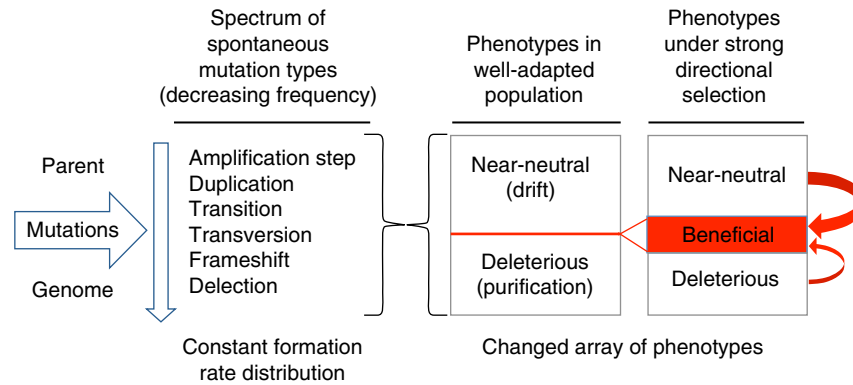 Spectrum of
spontaneous
mutation types
(decreasing frequency)
Phenotypes in
well-adapted
population
Phenotypes
under strong
directional
selection
Parent
Mutations
Genome
Amplification step
Duplication
Transition
Transversion
Frameshift
Delection
Near-neutral
(drift)
Deleterious
(purification)
Near-neutral
Beneficial
Deleterious
Constant formation
rate distribution
Changed array of phenotypes